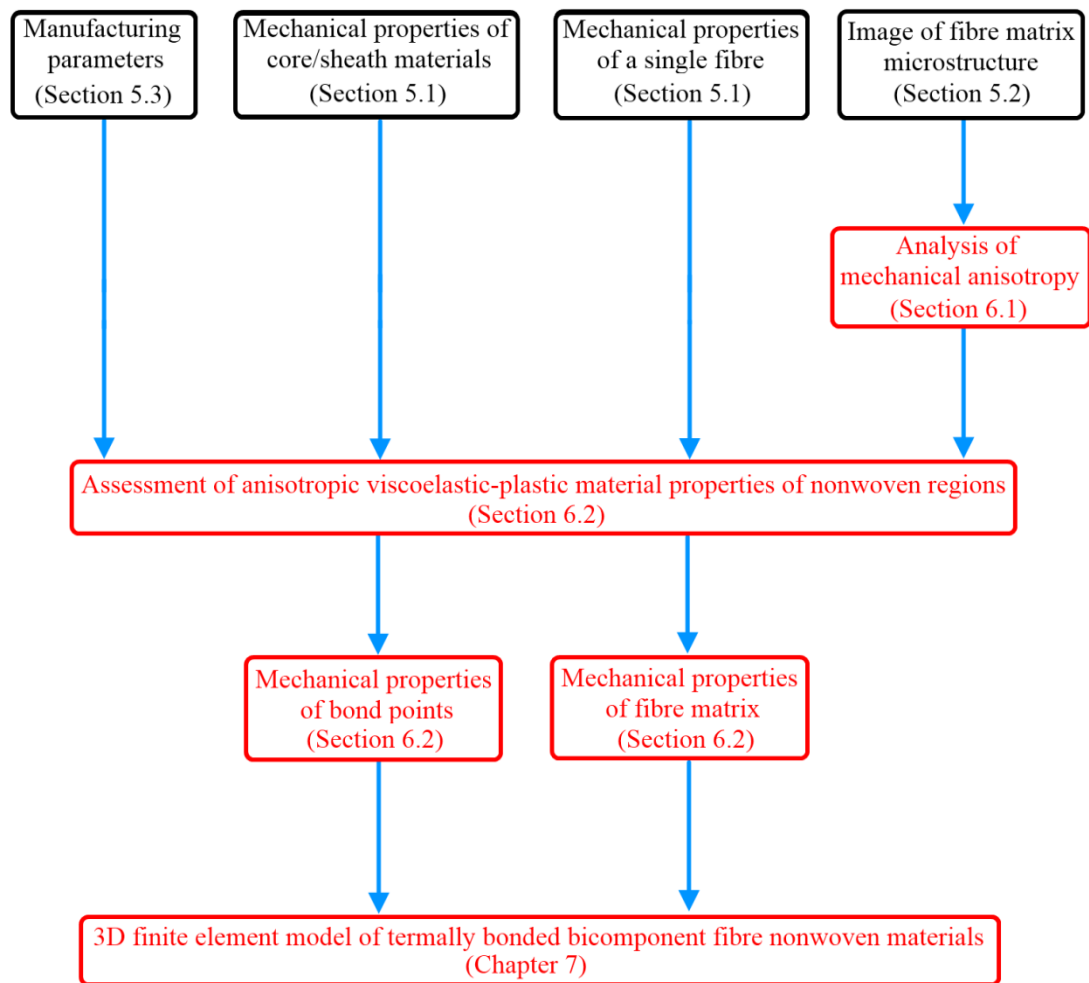 Manufacturing
parameters
(Section 5.3)
Mechanical properties of
core/sheath materials
(Section 5.1)
Mechanical properties
of a single fibre
(Section 5.1)
Image of fibre matrix
microstructure
(Section 5.2)
Analysis of
mechanical anisotropy
(Section 6.1)
Assessment of anisotropic viscoelastic-plastic material properties of nonwoven regions
(Section 6.2)
Mechanical properties
of bond points
(Section 6.2)
Mechanical properties
of fibre matrix
(Section 6.2)
3D finite element model of termally bonded bicomponent fibre nonwoven materials
(Chapter 7)